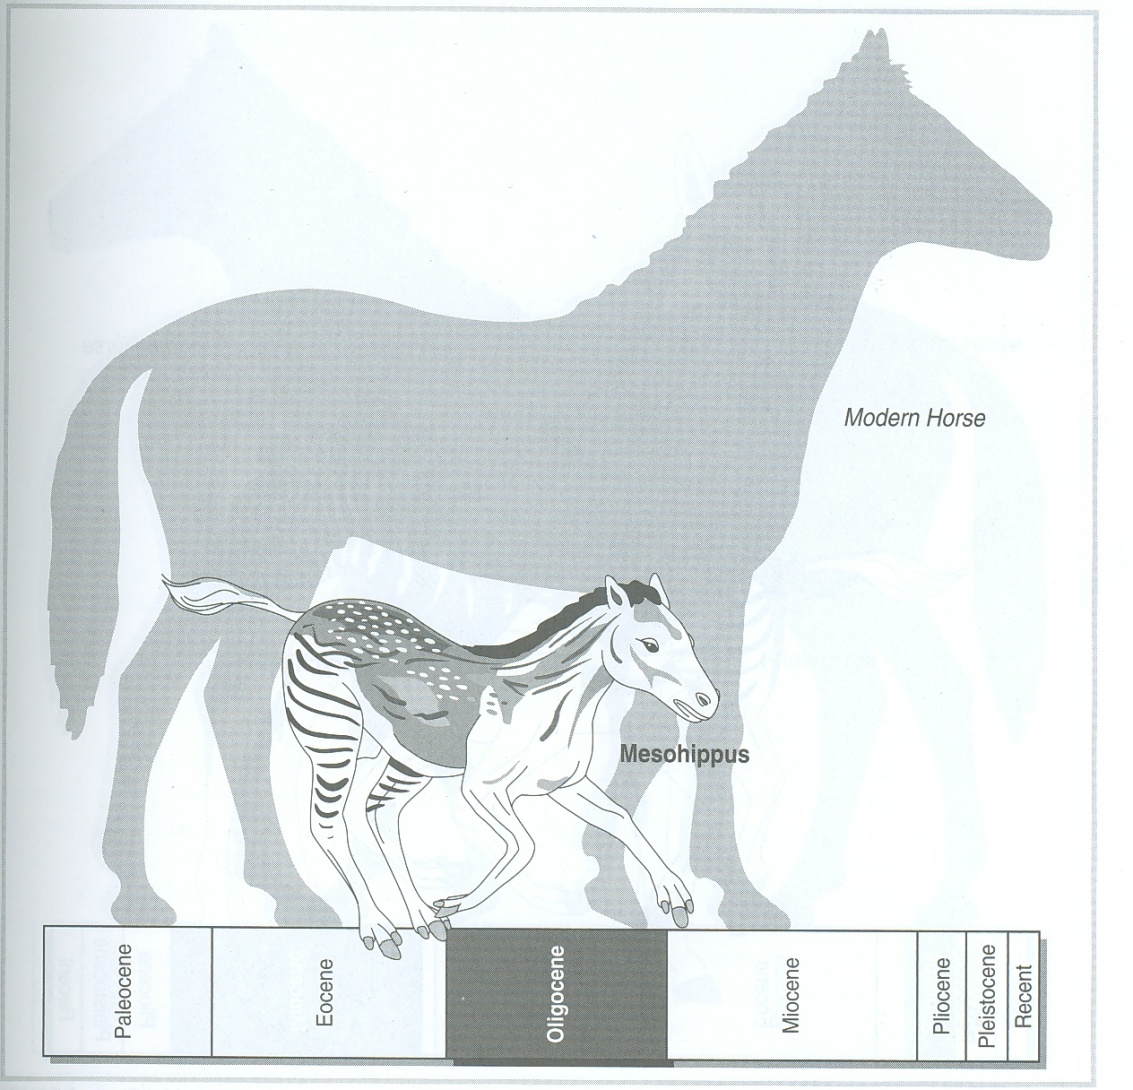 Modern Horse
Mesohippus
Paleocene
Eocene
Oligocene
Miocene
Pliocene
Pleistocene
Recent